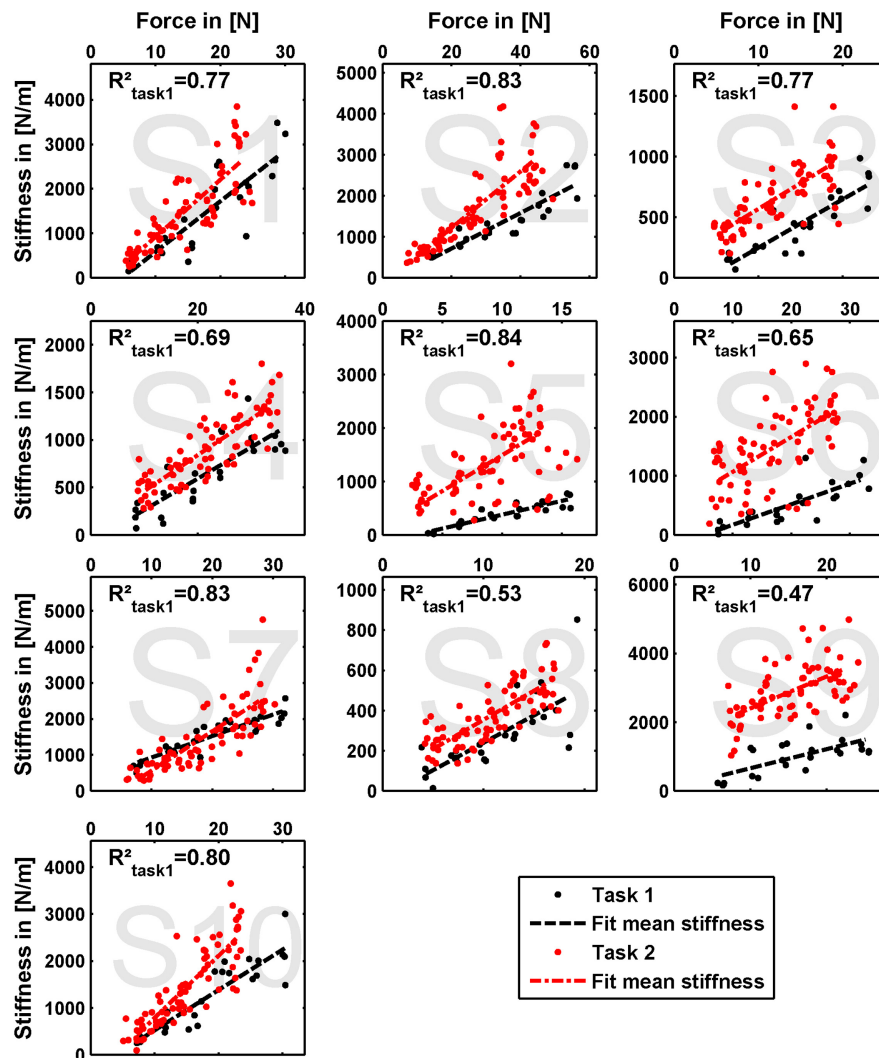 Force in [N] Force in [N] Force in [N]
0 10 20 30 0 20 40 60 0 10 20
Stiffness in [N/m]
4000
3000
2000
1000
0
S1
R²task1=0.77
5000
4000
3000
2000
1000
0
S2
R²task1=0.83
1500
1000
500
0
S3
R²task1=0.77
0 10 20 30 40 0 5 10 15 0 10 20 30
Stiffness in [N/m]
2000
1500
1000
500
0
S4
R²task1=0.69
4000
3000
2000
1000
0
S5
R²task1=0.84
3000
2000
1000
0
S6
R²task1=0.65
0 10 20 30 0 10 20 0 10 20
Stiffness in [N/m]
5000
4000
3000
2000
1000
0
S7
R²task1=0.83
1000
800
600
400
200
0
S8
R²task1=0.53
6000
4000
2000
0
S9
R²task1=0.47
0 10 20 30
Stiffness in [N/m]
4000
3000
2000
1000
0
S10
R²task1=0.80
Task 1
Fit mean stiffness
Task 2
Fit mean stiffness